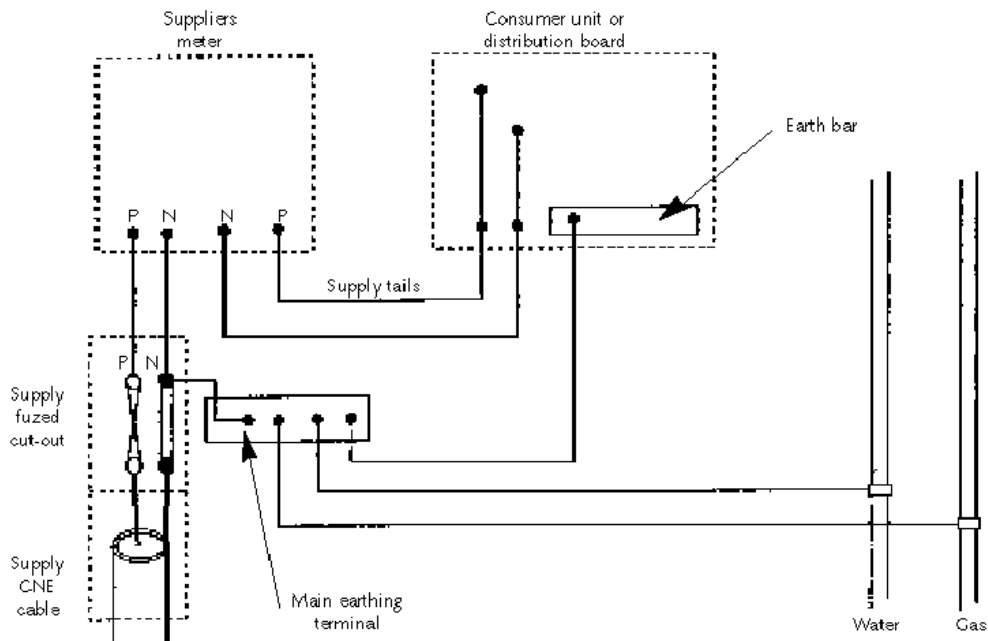 Suppliers
meter
Consumer unit or
distribution board
Earth bar
P N N P
Supply tails
P N
Supply
fuzed
cut-out
Supply
CNE
cable
Main earthing
terminal
Water
Gas